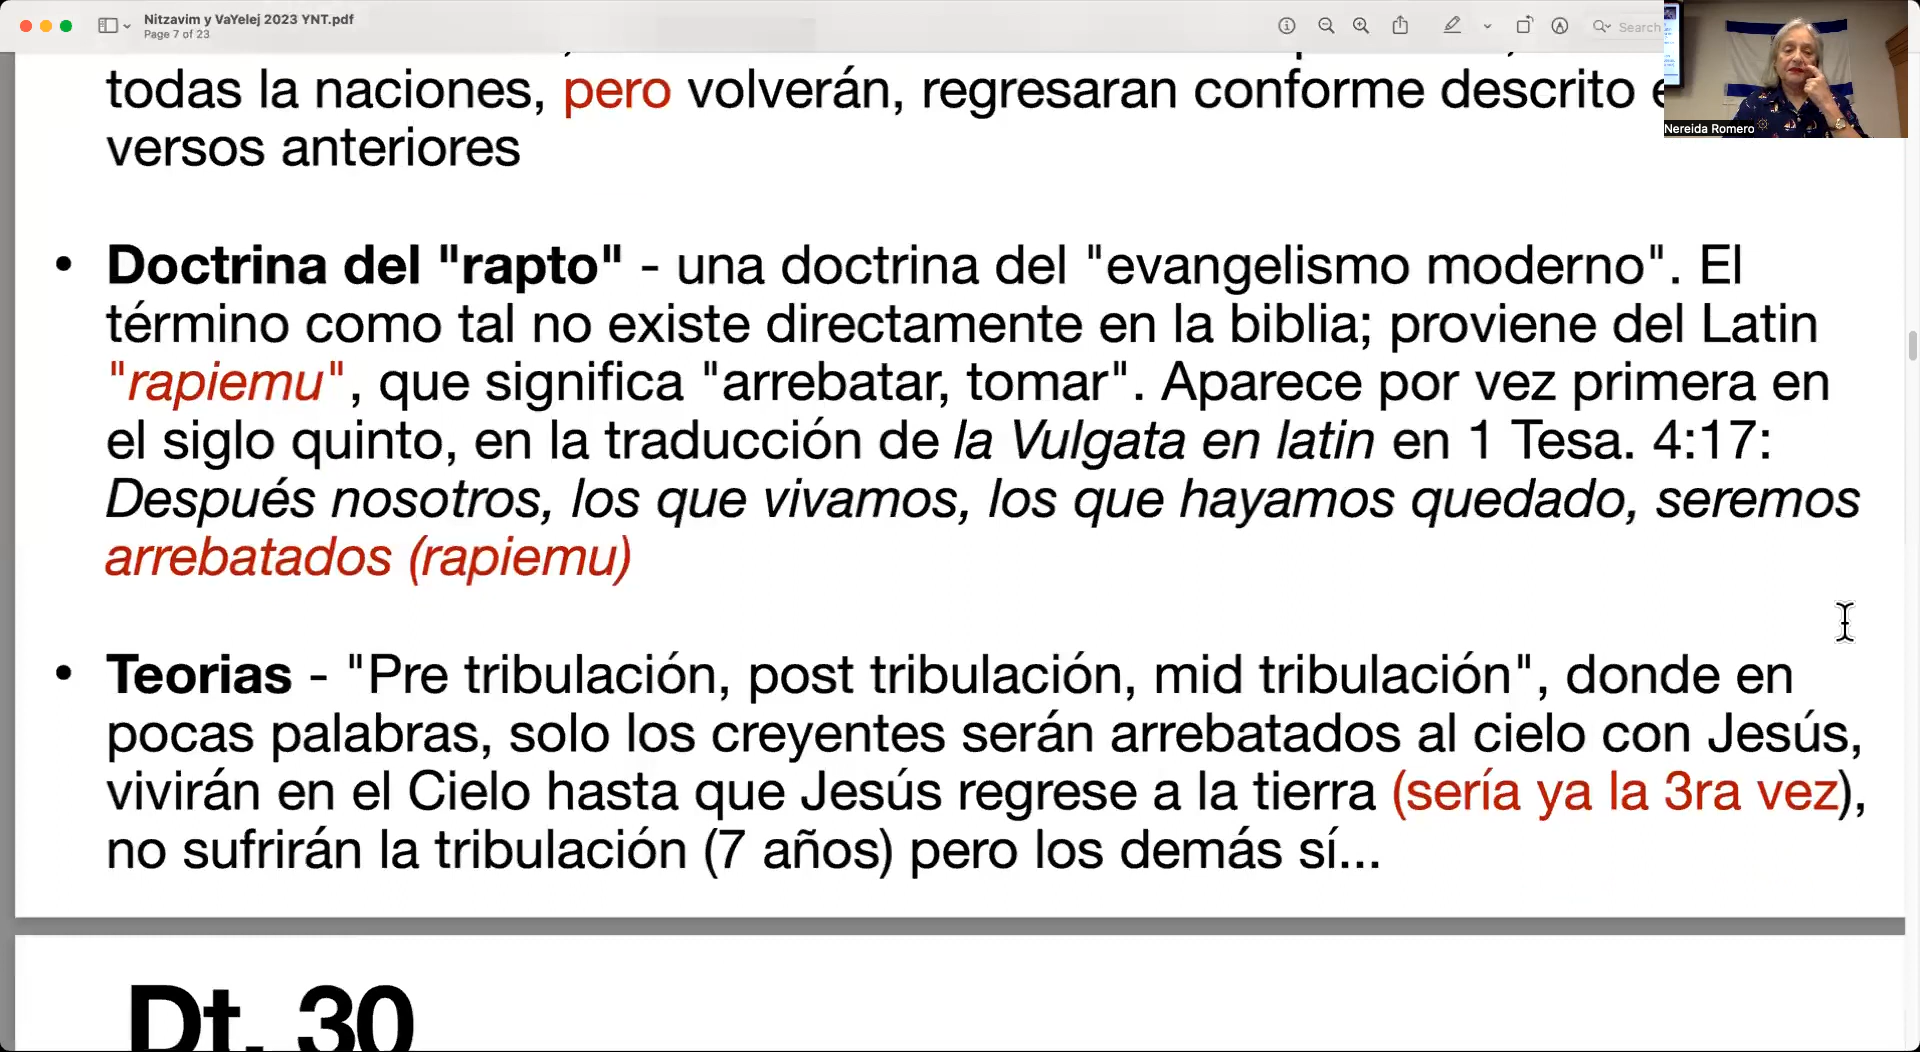 Nitzavim y VaYelej 2023 YNT.pdf
Page 7 of 23
Search
Nereida Romero
todas la naciones, pero volverán, regresaran conforme descrito
versos anteriores
• Doctrina del "rapto" - una doctrina del "evangelismo moderno". El
término como tal no existe directamente en la biblia; proviene del Latin
"rapiemu", que significa "arrebatar, tomar". Aparece por vez primera en
el siglo quinto, en la traducción de la Vulgata en latin en 1 Tesa. 4:17:
Después nosotros, los que vivamos, los que hayamos quedado, seremos
arrebatados (rapiemu)
• Teorias - "Pre tribulación, post tribulación, mid tribulación", donde en
pocas palabras, solo los creyentes serán arrebatados al cielo con Jesús,
vivirán en el Cielo hasta que Jesús regrese a la tierra (sería ya la 3ra vez),
no sufrirán la tribulación (7 años) pero los demás sí...
Dt. 30